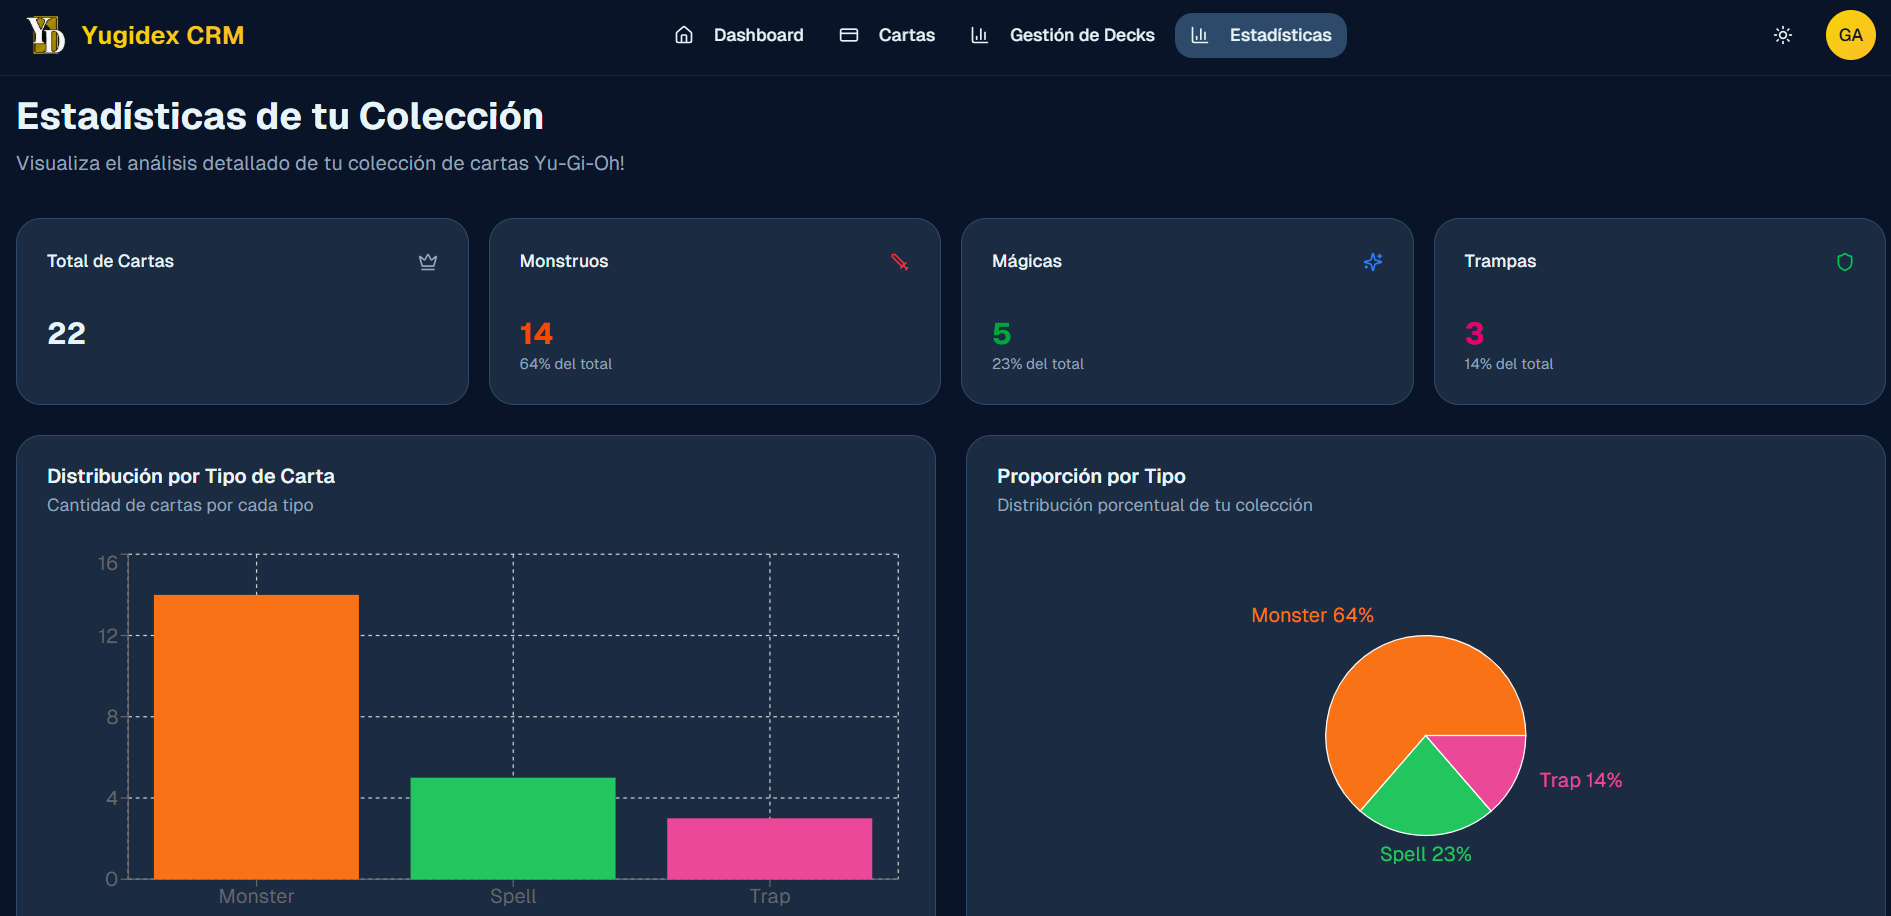 YD Yugidex CRM
Dashboard
Cartas
Gestión de Decks
Estadísticas
GA
Estadísticas de tu Colección
Visualiza el análisis detallado de tu colección de cartas Yu-Gi-Oh!
Total de Cartas
22
Monstruos
14
64% del total
Mágicas
5
23% del total
Trampas
3
14% del total
Distribución por Tipo de Carta
Cantidad de cartas por cada tipo
16
12
8
4
0
Monster
Spell
Trap
Proporción por Tipo
Distribución porcentual de tu colección
Monster 64%
Trap 14%
Spell 23%